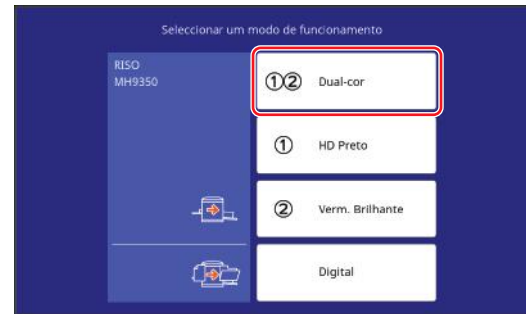 Seleccionar um modo de funcionamento
RISO
MH9350
①② Dual-cor
① HD Preto
② Verm. Brilhante
Digital